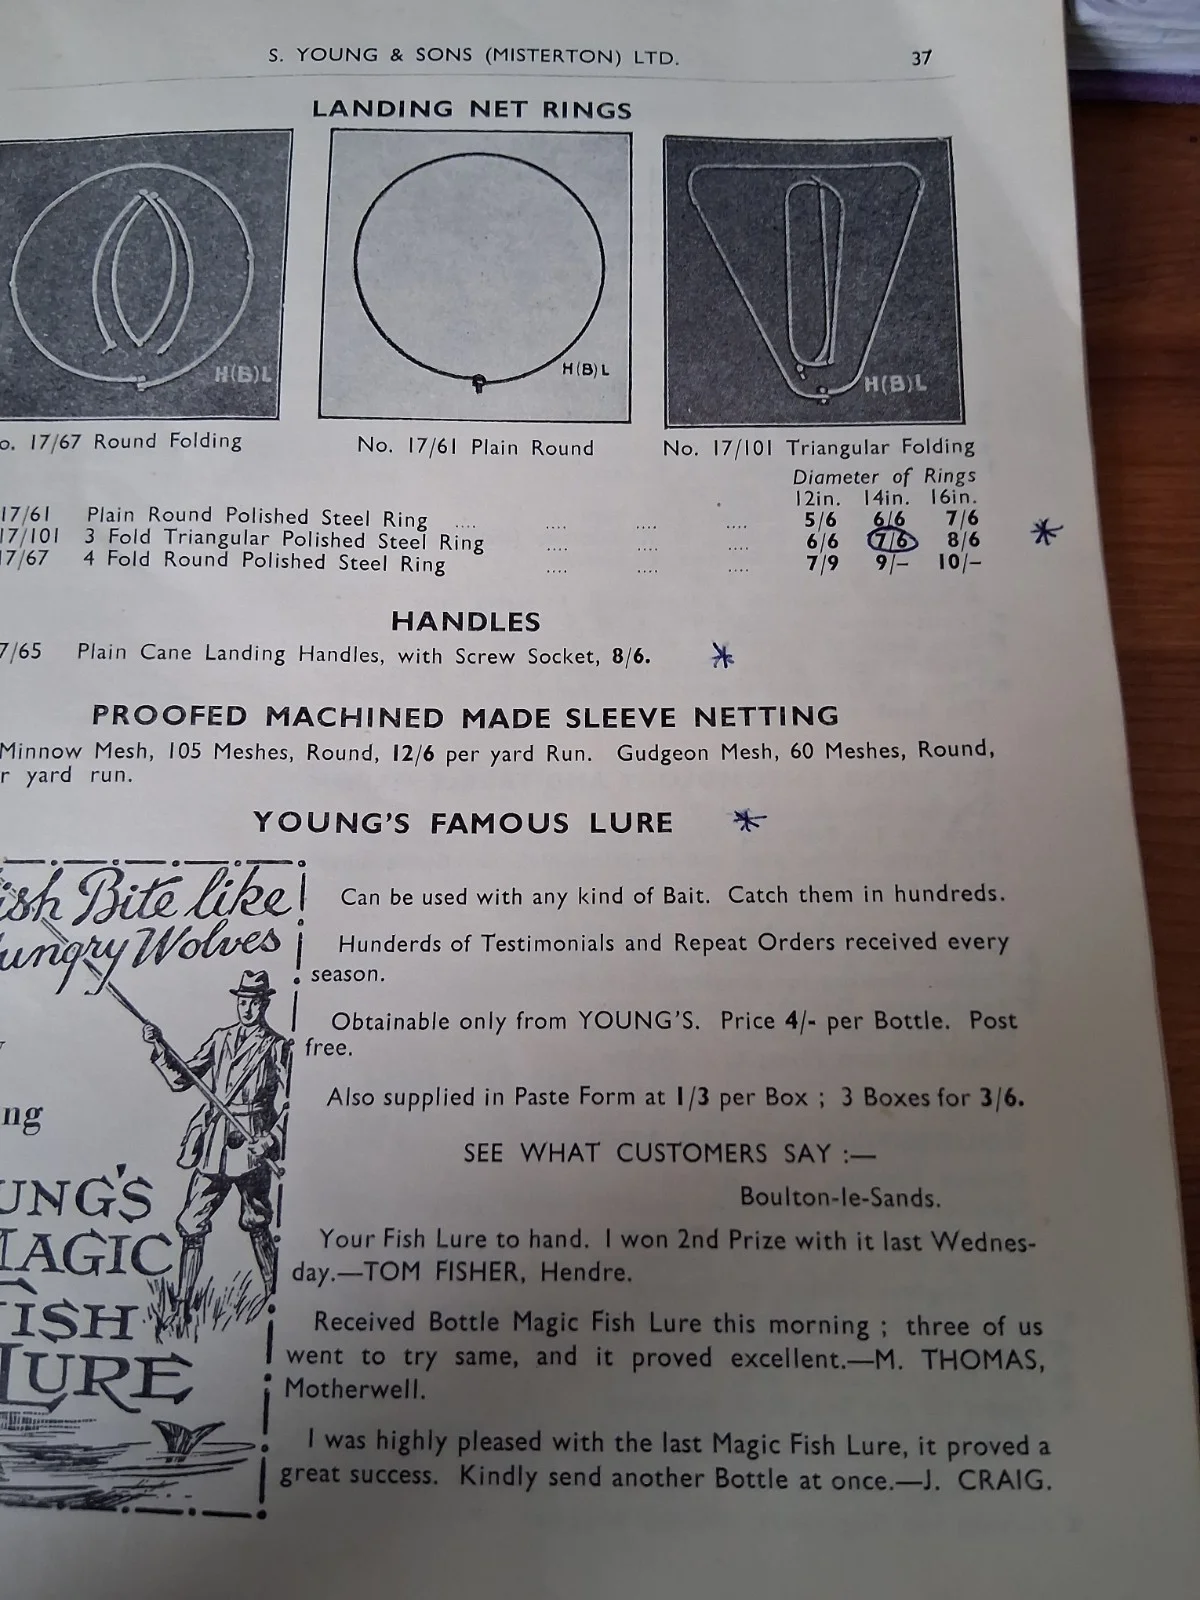 S. YOUNG & SONS (MISTERTON) LTD. 37
LANDING NET RINGS
H(B)L
H(B)L
H(B)L
o. 17/67 Round Folding
No. 17/61 Plain Round
No. 17/101 Triangular Folding
Diameter of Rings
12in. 14in. 16in.
17/61 Plain Round Polished Steel Ring .... .... .... .... 5/6 6/6 7/6
17/101 3 Fold Triangular Polished Steel Ring .... .... .... 6/6 7/6 8/6
17/67 4 Fold Round Polished Steel Ring .... .... .... 7/9 9/– 10/–
HANDLES
7/65 Plain Cane Landing Handles, with Screw Socket, 8/6.
PROOFED MACHINED MADE SLEEVE NETTING
Minnow Mesh, 105 Meshes, Round, 12/6 per yard Run. Gudgeon Mesh, 60 Meshes, Round,
r yard run.
YOUNG'S FAMOUS LURE
ish Bite like
ungry Wolves
ng
UNG'S
MAGIC
FISH
LURE
Can be used with any kind of Bait. Catch them in hundreds.
Hunderds of Testimonials and Repeat Orders received every
season.
Obtainable only from YOUNG'S. Price 4/- per Bottle. Post
free.
Also supplied in Paste Form at 1/3 per Box ; 3 Boxes for 3/6.
SEE WHAT CUSTOMERS SAY :—
Boulton-le-Sands.
Your Fish Lure to hand. I won 2nd Prize with it last Wednes-
day.—TOM FISHER, Hendre.
Received Bottle Magic Fish Lure this morning ; three of us
went to try same, and it proved excellent.—M. THOMAS,
Motherwell.
I was highly pleased with the last Magic Fish Lure, it proved a
great success. Kindly send another Bottle at once.—J. CRAIG.